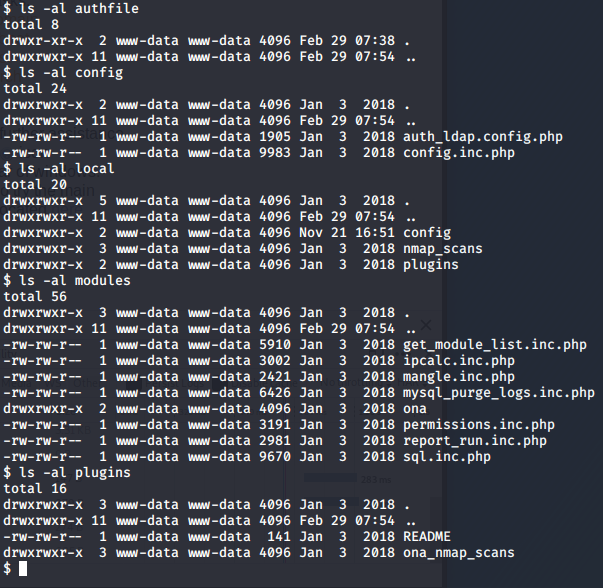 $ ls -al authfile
total 8
drwxr-xr-x  2 www-data www-data 4096 Feb 29 07:38 .
drwxrwxr-x 11 www-data www-data 4096 Feb 29 07:54 ..
$ ls -al config
total 24
drwxrwxr-x  2 www-data www-data 4096 Jan  3  2018 .
drwxrwxr-x 11 www-data www-data 4096 Feb 29 07:54 ..
-rw-rw-r--  1 www-data www-data 1905 Jan  3  2018 auth_ldap.config.php
-rw-rw-r--  1 www-data www-data 9983 Jan  3  2018 config.inc.php
$ ls -al local
total 20
drwxrwxr-x  5 www-data www-data 4096 Jan  3  2018 .
drwxrwxr-x 11 www-data www-data 4096 Feb 29 07:54 ..
drwxrwxr-x  2 www-data www-data 4096 Nov 21 16:51 config
drwxrwxr-x  3 www-data www-data 4096 Jan  3  2018 nmap_scans
drwxrwxr-x  2 www-data www-data 4096 Jan  3  2018 plugins
$ ls -al modules
total 56
drwxrwxr-x  3 www-data www-data 4096 Jan  3  2018 .
drwxrwxr-x 11 www-data www-data 4096 Feb 29 07:54 ..
-rw-rw-r--  1 www-data www-data 5910 Jan  3  2018 get_module_list.inc.php
-rw-rw-r--  1 www-data www-data 3002 Jan  3  2018 ipcalc.inc.php
-rw-rw-r--  1 www-data www-data 2421 Jan  3  2018 mangle.inc.php
-rw-rw-r--  1 www-data www-data 6426 Jan  3  2018 mysql_purge_logs.inc.php
drwxrwxr-x  2 www-data www-data 4096 Jan  3  2018 ona
-rw-rw-r--  1 www-data www-data 3191 Jan  3  2018 permissions.inc.php
-rw-rw-r--  1 www-data www-data 2981 Jan  3  2018 report_run.inc.php
-rw-rw-r--  1 www-data www-data 9670 Jan  3  2018 sql.inc.php
$ ls -al plugins
total 16
drwxrwxr-x  3 www-data www-data 4096 Jan  3  2018 .
drwxrwxr-x 11 www-data www-data 4096 Feb 29 07:54 ..
-rw-rw-r--  1 www-data www-data  141 Jan  3  2018 README
drwxrwxr-x  3 www-data www-data 4096 Jan  3  2018 ona_nmap_scans
$